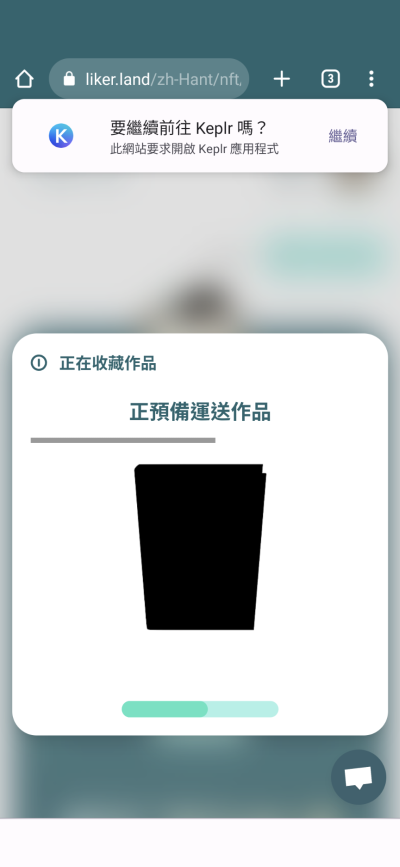 liker.land/zh-Hant/nft,
3
K
要繼續前往 Keplr 嗎？
此網站要求開啟 Keplr 應用程式
繼續
正在收藏作品
正預備運送作品